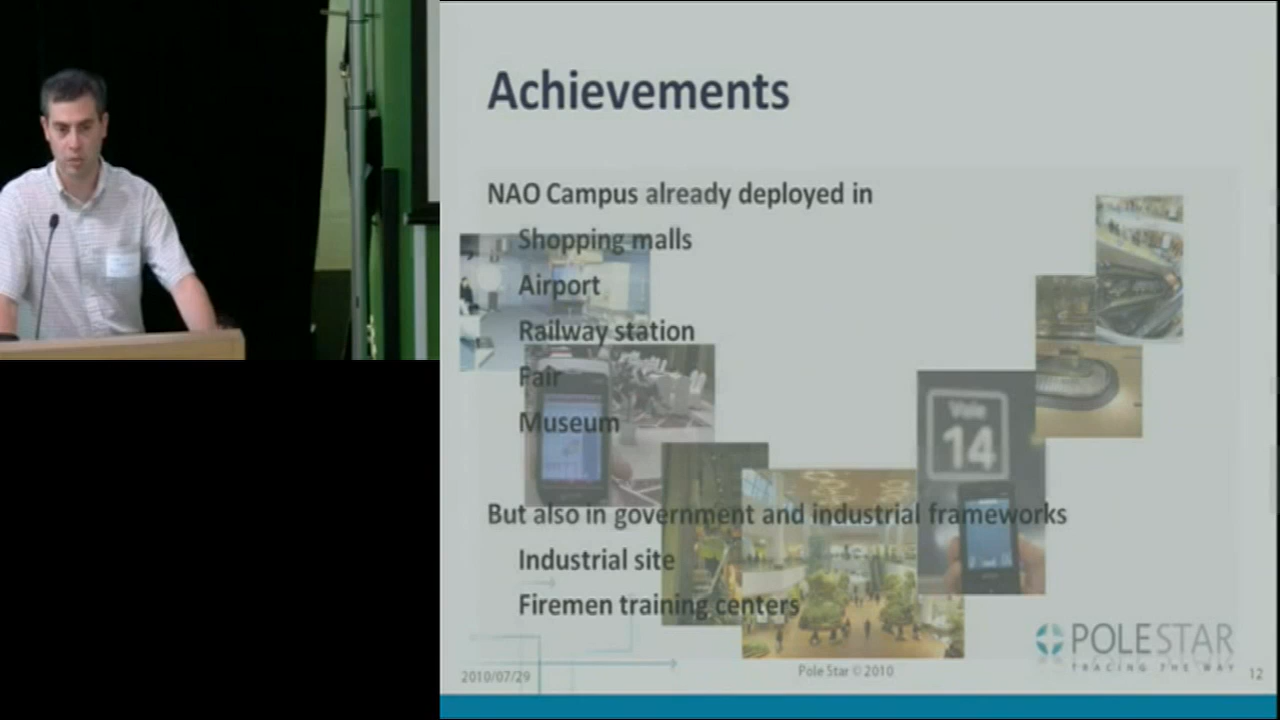 Achievements
NAO Campus already deployed in
Shopping malls
Airport
Railway station
Fair
Museum
14
But also in government and industrial frameworks
Industrial site
Firemen training centers
POLESTAR
TRACING THE WAY
2010/07/29
Pole Star © 2010
12